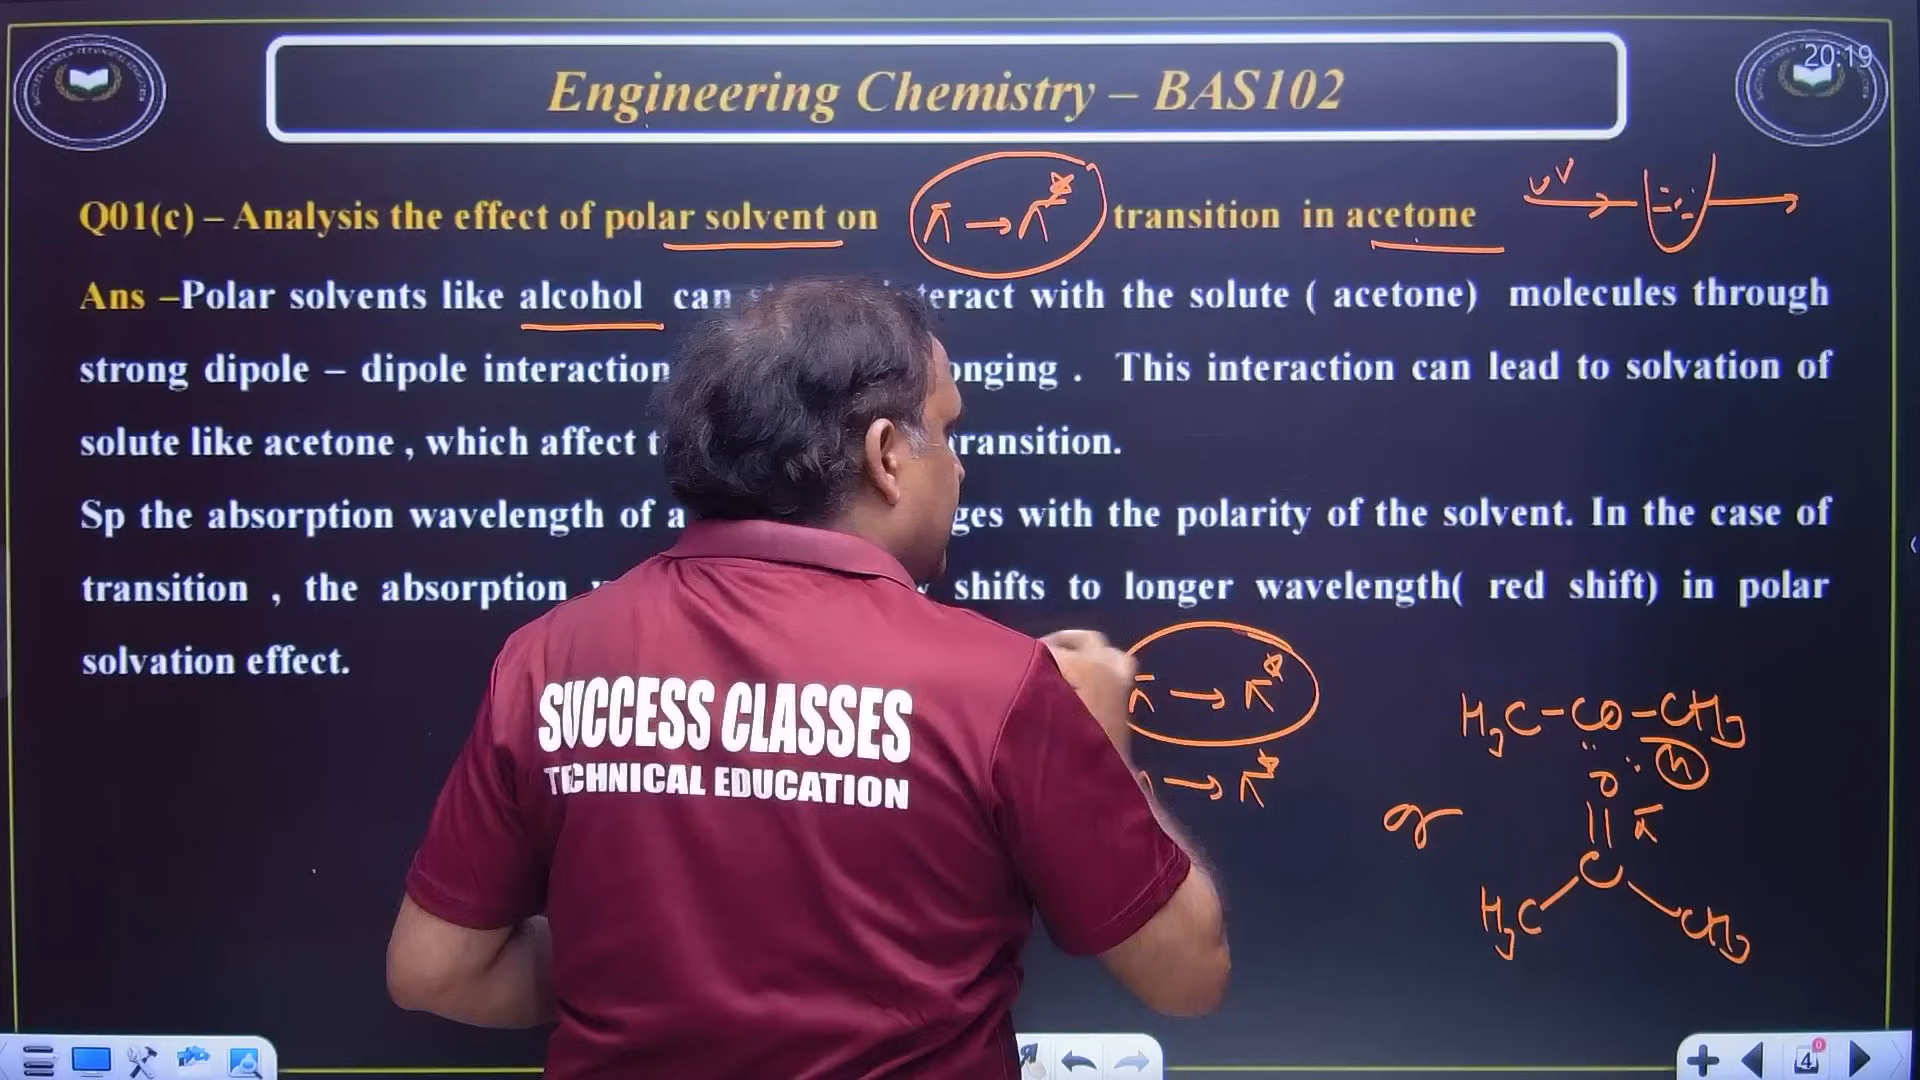 20:19
Engineering Chemistry – BAS102
Q01(c) – Analysis the effect of polar solvent on π → π* transition in acetone
UV
Ans –Polar solvents like alcohol can with the solute ( acetone) molecules through
strong dipole – dipole interaction . This interaction can lead to solvation of
solute like acetone , which affect transition.
Sp the absorption wavelength of with the polarity of the solvent. In the case of
transition , the absorption shifts to longer wavelength( red shift) in polar
solvation effect.
π → π*
→ π*
H3C – CO – CH3
n
O
or
π
C
H3C CH3
SUCCESS CLASSES
TECHNICAL EDUCATION
4
0